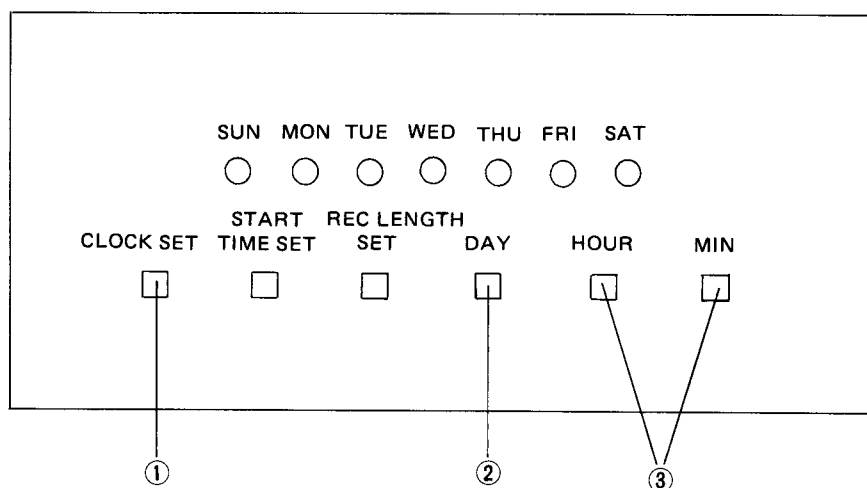 SUN MON TUE WED THU FRI SAT
START REC LENGTH
CLOCK SET TIME SET SET DAY HOUR MIN
① ② ③